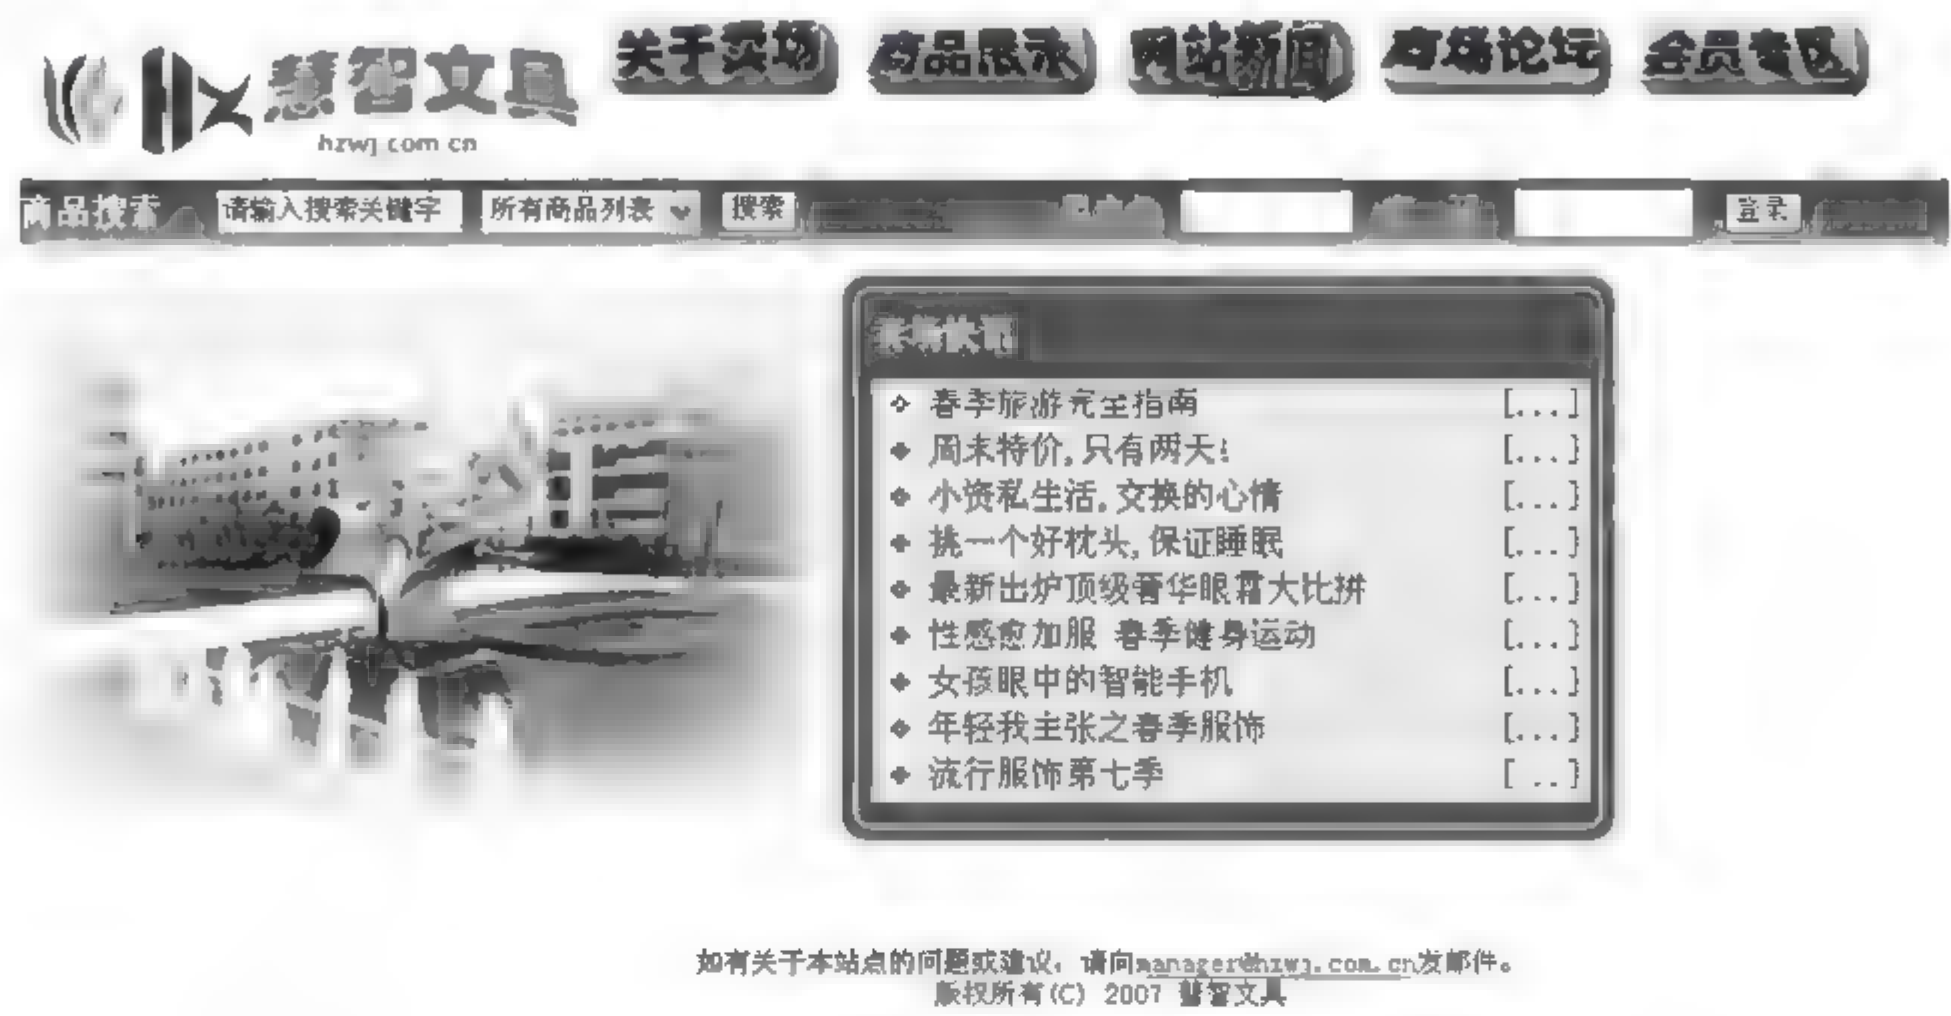 慧智文具
hzwj.com.cn
关于卖场 商品展示 网站新闻 市场论坛 会员专区
商品搜索 请输入搜索关键字 所有商品列表 搜索 登录
春季旅游完全指南 [...]
周末特价,只有两天! [...]
小资私生活,交换的心情 [...]
挑一个好枕头,保证睡眠 [...]
最新出炉顶级奢华眼霜大比拼 [...]
性感愈加服 春季健身运动 [...]
女孩眼中的智能手机 [...]
年轻我主张之春季服饰 [...]
流行服饰第七季 [...]
如有关于本站点的问题或建议，请向manager@hzwj.com.cn发邮件。
版权所有(C) 2007 慧智文具